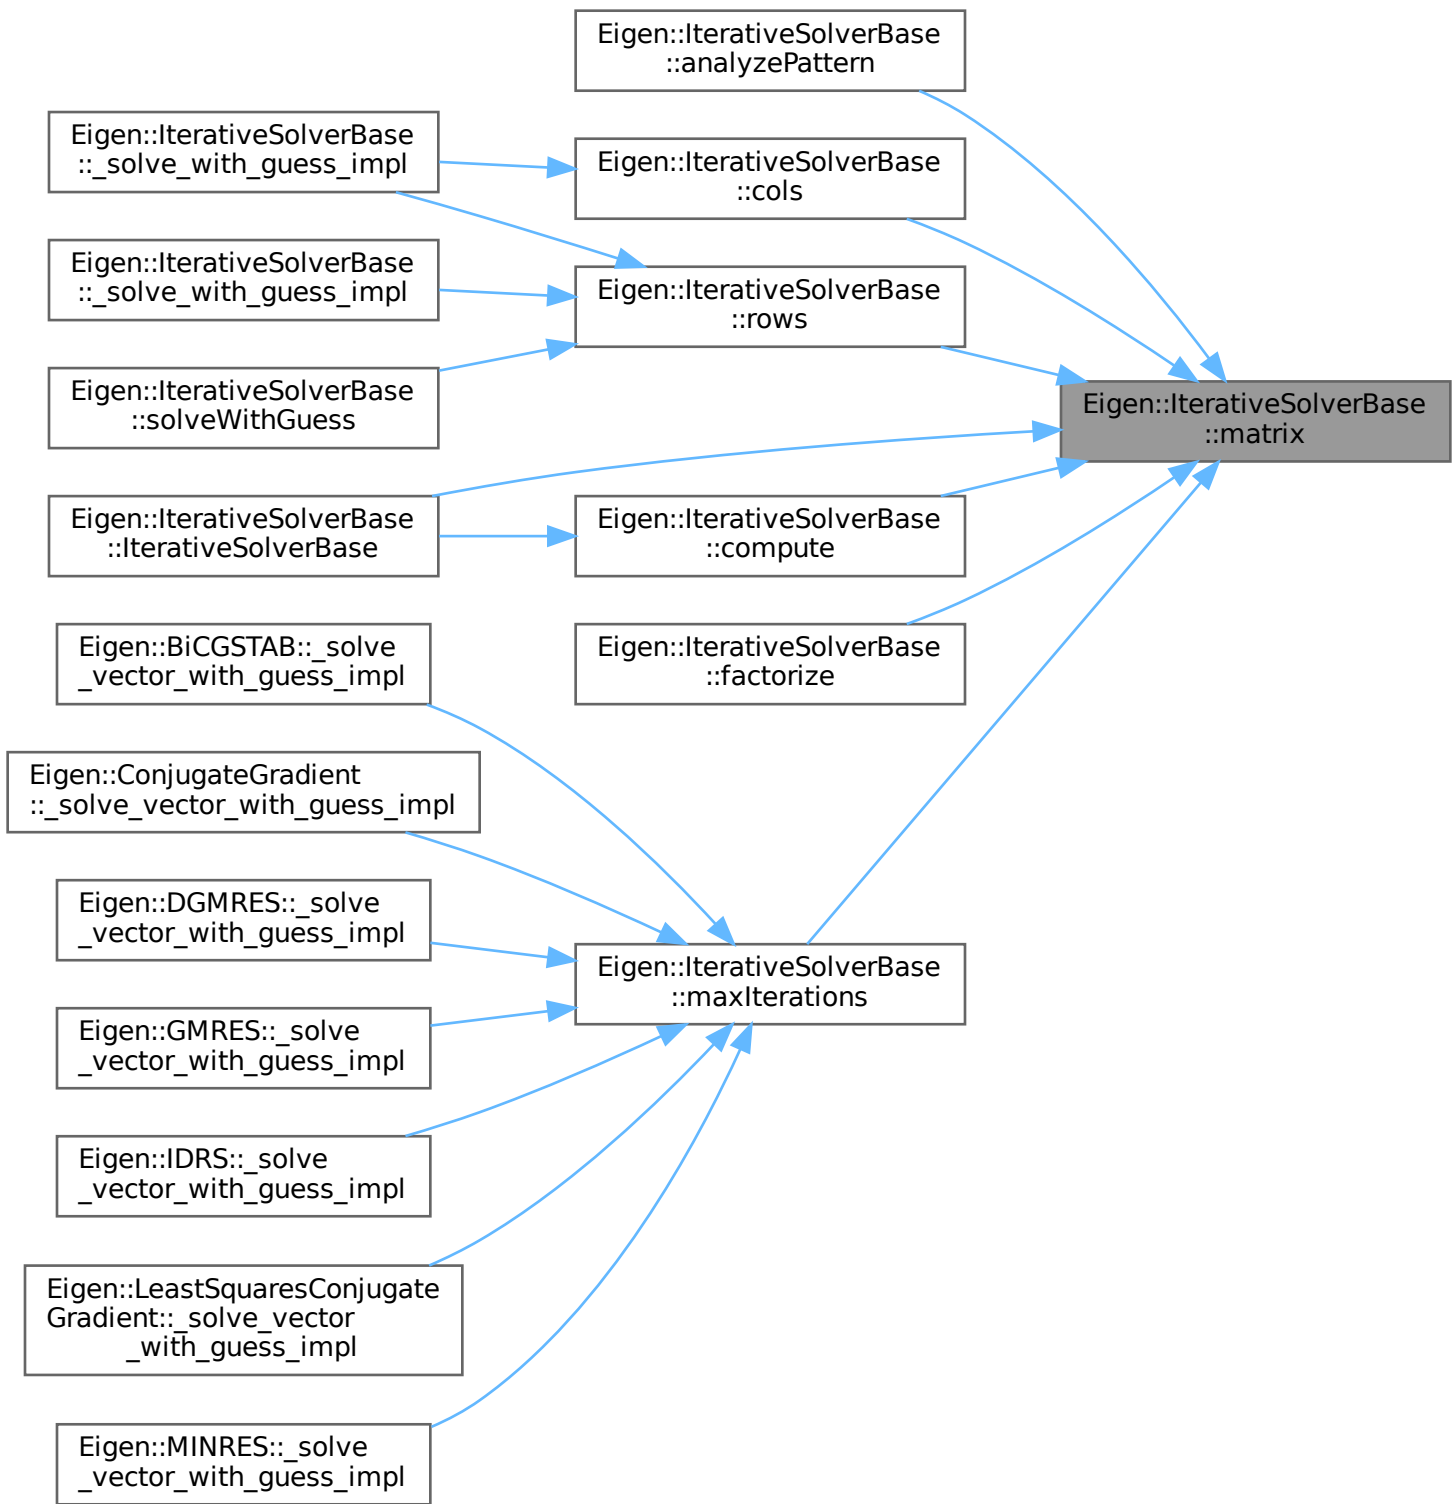 Eigen::IterativeSolverBase
::analyzePattern
Eigen::IterativeSolverBase
::_solve_with_guess_impl
Eigen::IterativeSolverBase
::cols
Eigen::IterativeSolverBase
::_solve_with_guess_impl
Eigen::IterativeSolverBase
::rows
Eigen::IterativeSolverBase
::solveWithGuess
Eigen::IterativeSolverBase
::matrix
Eigen::IterativeSolverBase
::IterativeSolverBase
Eigen::IterativeSolverBase
::compute
Eigen::BiCGSTAB::_solve
_vector_with_guess_impl
Eigen::IterativeSolverBase
::factorize
Eigen::ConjugateGradient
::_solve_vector_with_guess_impl
Eigen::DGMRES::_solve
_vector_with_guess_impl
Eigen::IterativeSolverBase
::maxIterations
Eigen::GMRES::_solve
_vector_with_guess_impl
Eigen::IDRS::_solve
_vector_with_guess_impl
Eigen::LeastSquaresConjugate
Gradient::_solve_vector
_with_guess_impl
Eigen::MINRES::_solve
_vector_with_guess_impl